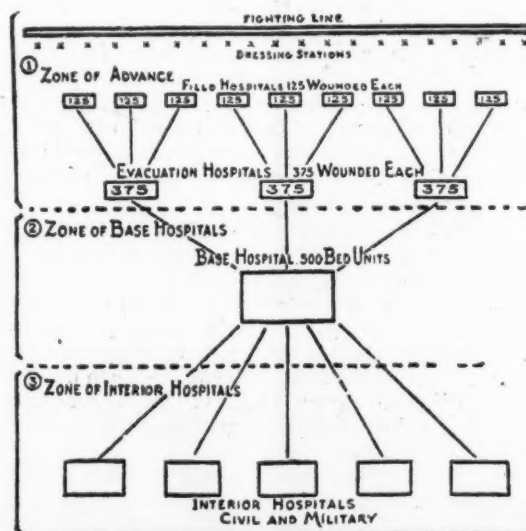 FIGHTING LINE
DRESSING STATIONS
① ZONE OF ADVANCE
FIELD HOSPITALS 125 WOUNDED EACH
125 125 125 125 125 125 125 125 125
EVACUATION HOSPITALS 375 WOUNDED EACH
375 375 375
② ZONE OF BASE HOSPITALS
BASE HOSPITAL 500 BED UNITS
③ ZONE OF INTERIOR HOSPITALS
INTERIOR HOSPITALS
CIVIL AND MILITARY